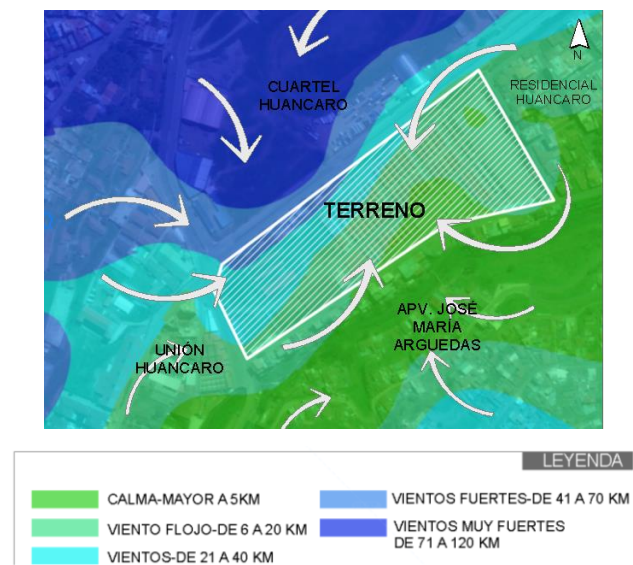 N
CUARTEL
HUANCARO
RESIDENCIAL
HUANCARO
TERRENO
APV. JOSÉ
MARÍA
ARGUEDAS
UNIÓN
HUANCARO
LEYENDA
CALMA-MAYOR A 5KM
VIENTO FLOJO-DE 6 A 20 KM
VIENTOS-DE 21 A 40 KM
VIENTOS FUERTES-DE 41 A 70 KM
VIENTOS MUY FUERTES
DE 71 A 120 KM